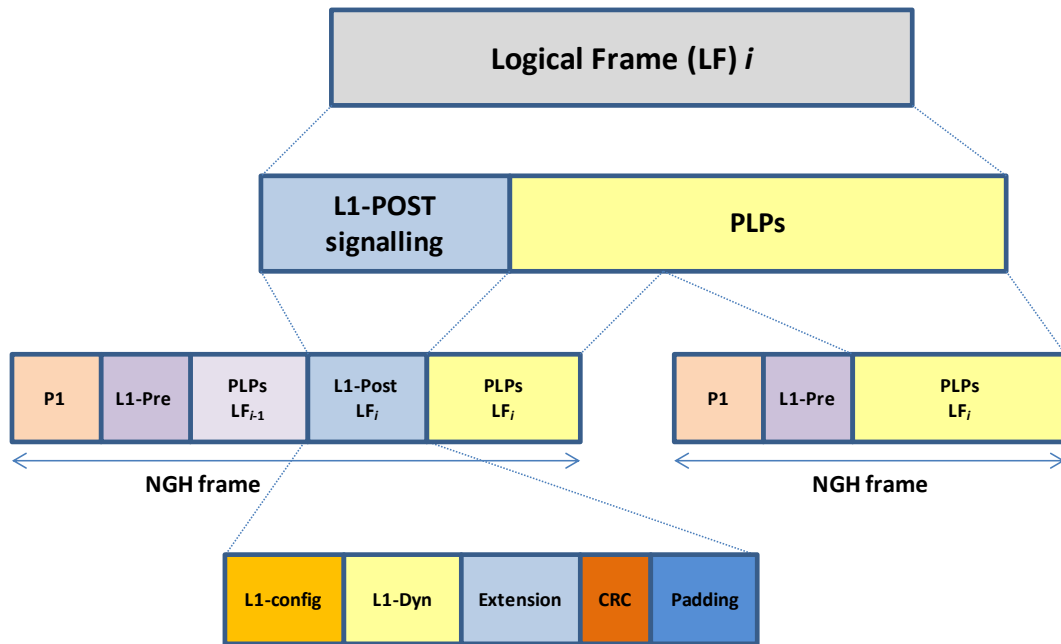 Logical Frame (LF) i
L1-POST
signalling
PLPs
P1
L1-Pre
PLPs
LFi-1
L1-Post
LFi
PLPs
LFi
P1
L1-Pre
PLPs
LFi
NGH frame
NGH frame
L1-config
L1-Dyn
Extension
CRC
Padding